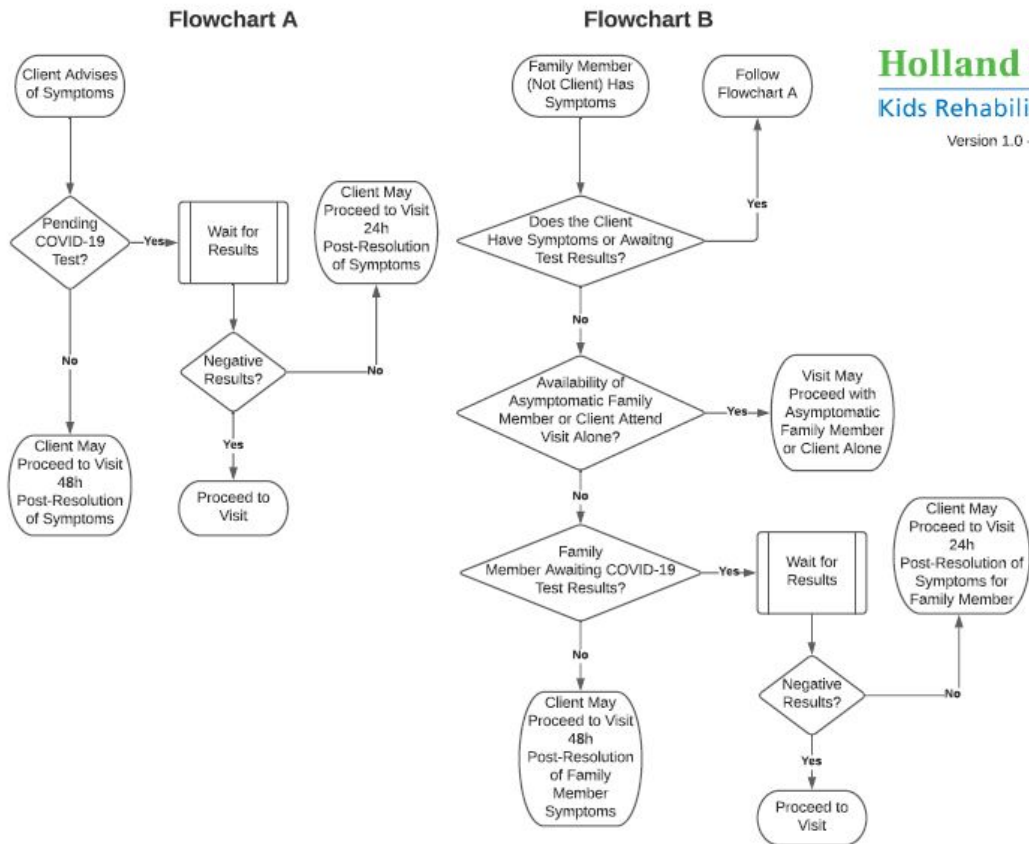 Flowchart A
Client Advises
of Symptoms
Pending
COVID-19
Test?
Yes
Wait for
Results
Client May
Proceed to Visit
24h
Post-Resolution
of Symptoms
No
Negative
Results?
No
Yes
Client May
Proceed to Visit
48h
Post-Resolution
of Symptoms
Proceed to
Visit
Flowchart B
Family Member
(Not Client) Has
Symptoms
Follow
Flowchart A
Holland
Kids Rehabili
Version 1.0 -
Yes
Does the Client
Have Symptoms or Awaitng
Test Results?
No
Availability of
Asymptomatic Family
Member or Client Attend
Visit Alone?
Yes
Visit May
Proceed with
Asymptomatic
Family Member
or Client Alone
No
Family
Member Awaiting COVID-19
Test Results?
Yes
Wait for
Results
Client May
Proceed to Visit
24h
Post-Resolution of
Symptoms for
Family Member
No
Negative
Results?
No
Client May
Proceed to Visit
48h
Post-Resolution
of Family
Member
Symptoms
Yes
Proceed to
Visit